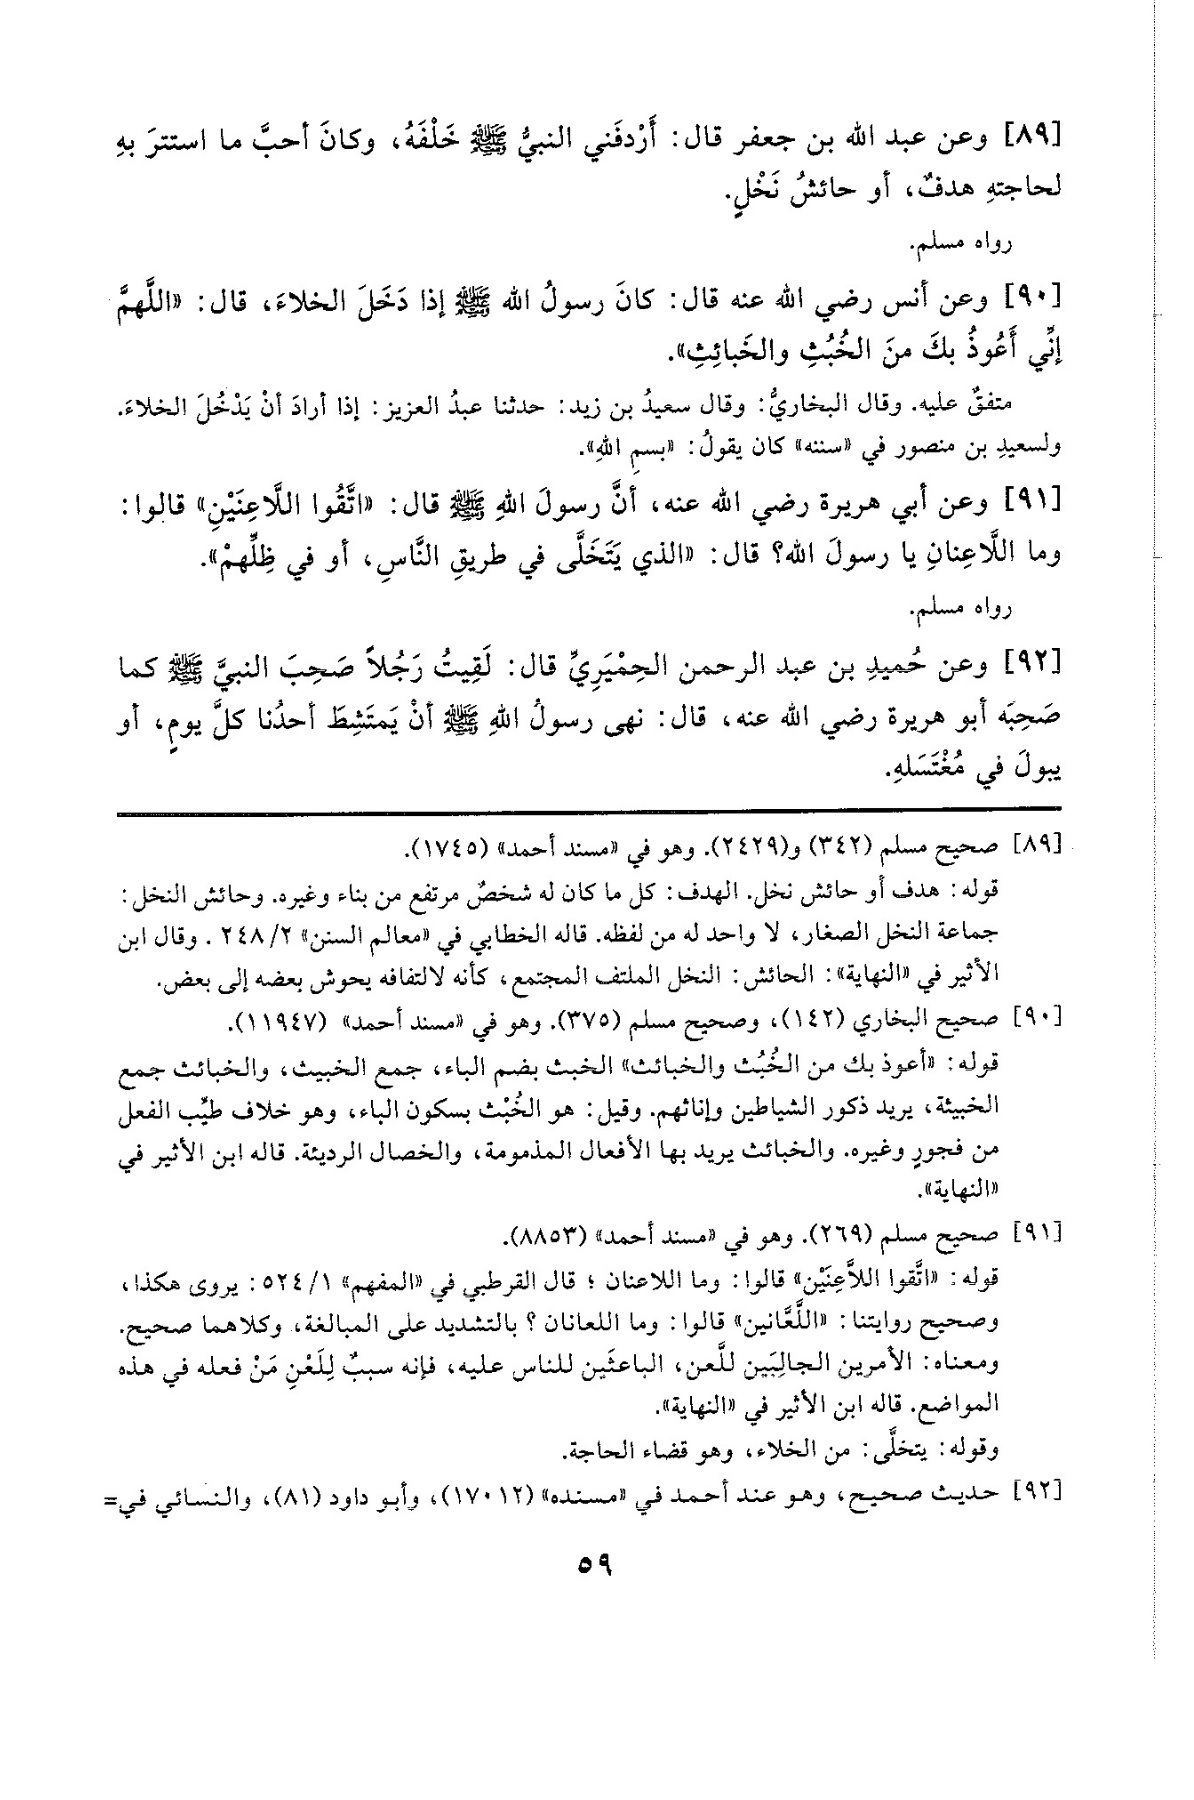 [٨٩] وعن عبد الله بن جعفر قال: أَرْدفَني النبيُّ ﷺ خَلْفَهُ، وكانَ أحبَّ ما استترَ بهِ
لحاجتهِ هدفٌ، أو حائشُ نَخْلٍ.
رواه مسلم.
[٩٠] وعن أنس رضي الله عنه قال: كانَ رسولُ الله ﷺ إذا دَخَلَ الخلاءَ، قال: «اللَّهمَّ
إنِّي أَعُوذُ بكَ منَ الخُبُثِ والخَبائِثِ».
متفقٌ عليه. وقال البخاريُّ: وقال سعيدُ بن زيد: حدثنا عبدُ العزيز: إذا أرادَ أنْ يَدْخُلَ الخلاءَ.
ولسعيدِ بن منصور في «سننه» كان يقولُ: «بسمِ اللهِ».
[٩١] وعن أبي هريرة رضي الله عنه، أنَّ رسولَ اللهِ ﷺ قال: «اتَّقُوا اللَّاعِنَيْنِ» قالوا:
وما اللَّاعِنانِ يا رسولَ الله؟ قال: «الذي يَتَخَلَّى في طريقِ النَّاسِ، أو في ظِلِّهمْ».
رواه مسلم.
[٩٢] وعن حُميدِ بن عبد الرحمن الحِمْيَرِيِّ قال: لَقِيتُ رَجُلاً صَحِبَ النبيَّ ﷺ كما
صَحِبَه أبو هريرة رضي الله عنه، قال: نهى رسولُ اللهِ ﷺ أنْ يَمتَشِطَ أحدُنا كلَّ يومٍ، أو
يبولَ في مُغْتَسَلهِ.
[٨٩] صحيح مسلم (٣٤٢) و(٢٤٢٩). وهو في «مسند أحمد» (١٧٤٥).
قوله: هدف أو حائش نخل. الهدف: كل ما كان له شخصٌ مرتفع من بناء وغيره. وحائش النخل:
جماعة النخل الصغار، لا واحد له من لفظه. قاله الخطابي في «معالم السنن» ٢٤٨/٢ . وقال ابن
الأثير في «النهاية»: الحائش: النخل الملتف المجتمع، كأنه لالتفافه يحوش بعضه إلى بعض.
[٩٠] صحيح البخاري (١٤٢)، وصحيح مسلم (٣٧٥). وهو في «مسند أحمد» (١١٩٤٧).
قوله: «أعوذ بك من الخُبُث والخبائث» الخبث بضم الباء، جمع الخبيث، والخبائث جمع
الخبيثة، يريد ذكور الشياطين وإناثهم. وقيل: هو الخُبْث بسكون الباء، وهو خلاف طيِّب الفعل
من فجورٍ وغيره. والخبائث يريد بها الأفعال المذمومة، والخصال الرديئة. قاله ابن الأثير في
«النهاية».
[٩١] صحيح مسلم (٢٦٩). وهو في «مسند أحمد» (٨٨٥٣).
قوله: «اتَّقوا اللاَّعِنَيْن» قالوا: وما اللاعنان ؛ قال القرطبي في «المفهم» ٥٢٤/١: يروى هكذا،
وصحيح روايتنا: «اللَّعَّانين» قالوا: وما اللعانان ؟ بالتشديد على المبالغة، وكلاهما صحيح.
ومعناه: الأمرين الجالِبَين للَّعن، الباعثَين للناس عليه، فإنه سببٌ لِلَعْنِ مَنْ فعله في هذه
المواضع. قاله ابن الأثير في «النهاية».
وقوله: يتخلَّى: من الخلاء، وهو قضاء الحاجة.
[٩٢] حديث صحيح، وهو عند أحمد في «مسنده» (١٧٠١٢)، وأبو داود (٨١)، والنسائي في=
٥٩